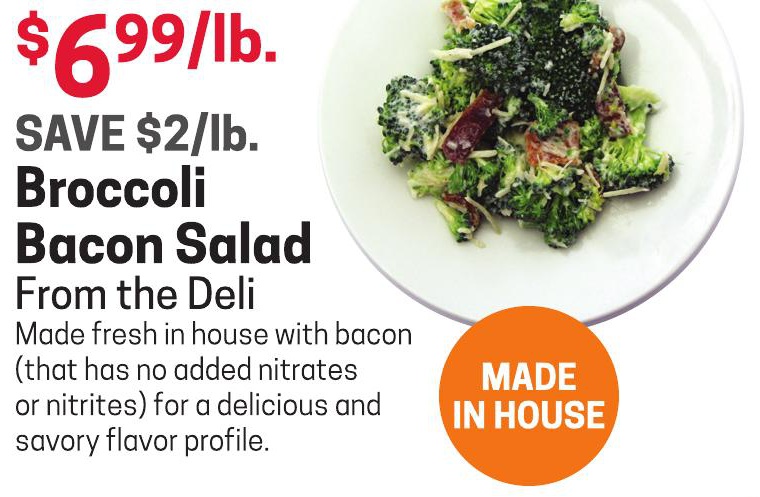 $6.99/lb.
SAVE $2/lb.
Broccoli
Bacon Salad
From the Deli
Made fresh in house with bacon
(that has no added nitrates
or nitrites) for a delicious and
savory flavor profile.
MADE
IN HOUSE